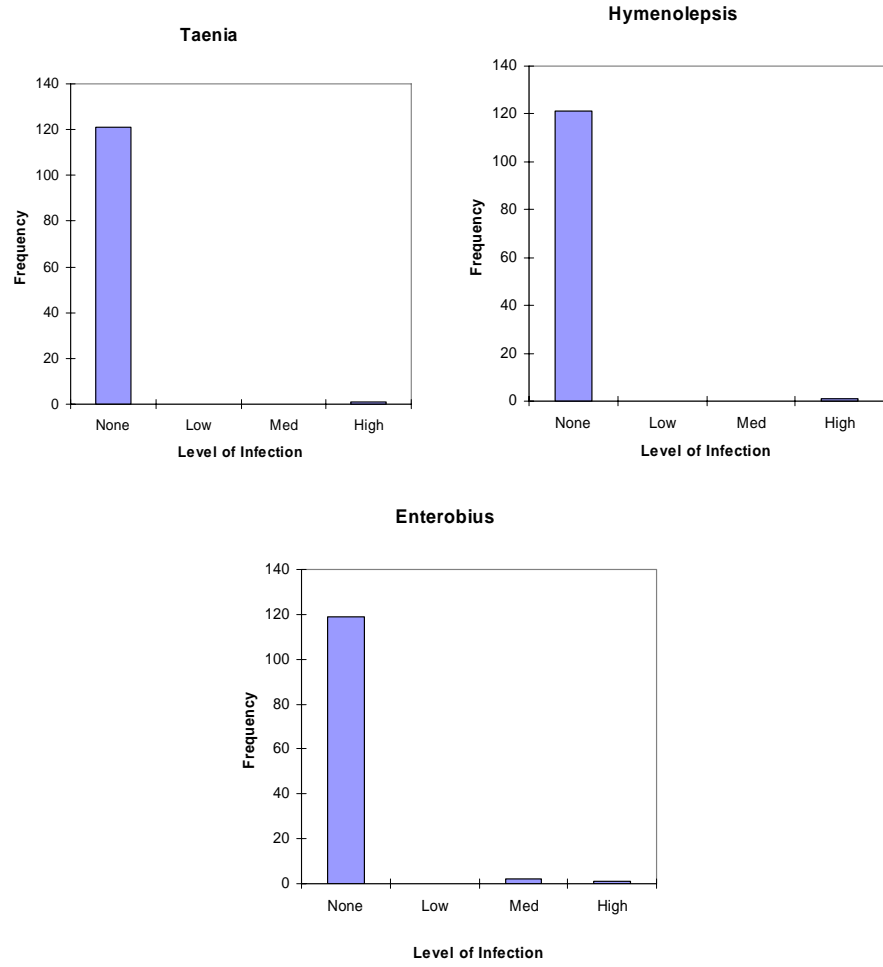 Taenia
140
120
100
80
60
40
20
0
Frequency
None Low Med High
Level of Infection
Hymenolepsis
140
120
100
80
60
40
20
0
Frequency
None Low Med High
Level of Infection
Enterobius
140
120
100
80
60
40
20
0
Frequency
None Low Med High
Level of Infection